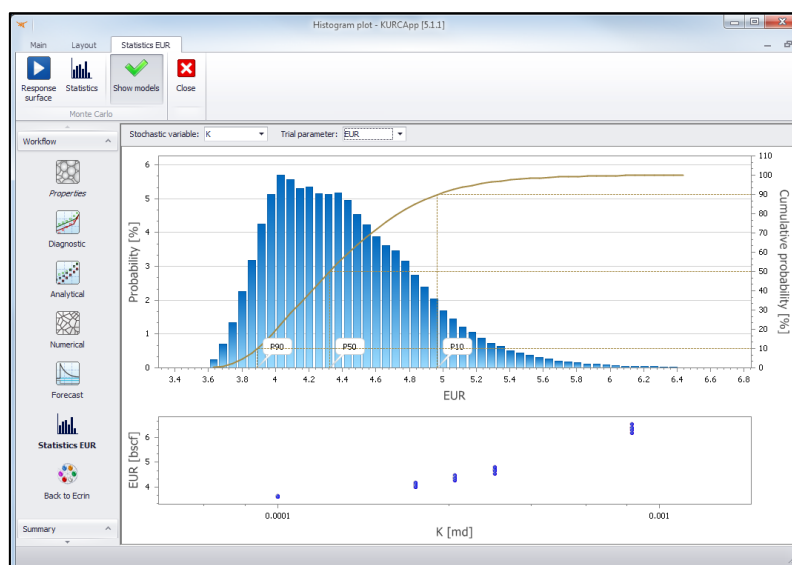 Histogram plot - KURCApp [5.1.1]
Main Layout Statistics EUR
Response surface
Statistics
Show models
Close
Monte Carlo
Workflow
Properties
Diagnostic
Analytical
Numerical
Forecast
Statistics EUR
Back to Ecrin
Summary
Stochastic variable: K Trial parameter: EUR
Probability [%]
6
5
4
3
2
1
0
110
100
90
80
70
60
50
40
30
20
10
0
Cumulative probability [%]
P90 P50 P10
3.4 3.6 3.8 4 4.2 4.4 4.6 4.8 5 5.2 5.4 5.6 5.8 6 6.2 6.4 6.6 6.8
EUR
EUR [bscf]
6
5
4
0.0001 0.001
K [md]